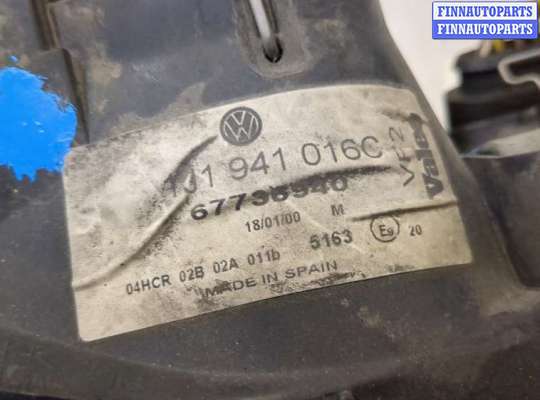 FINNAUTOPARTS
FINNAUTOPARTS
1J1 941 016C
67736940
VP2
Valeo
18/01/00 M
04HCR 02B 02A 011b 5163 E9 20
MADE IN SPAIN